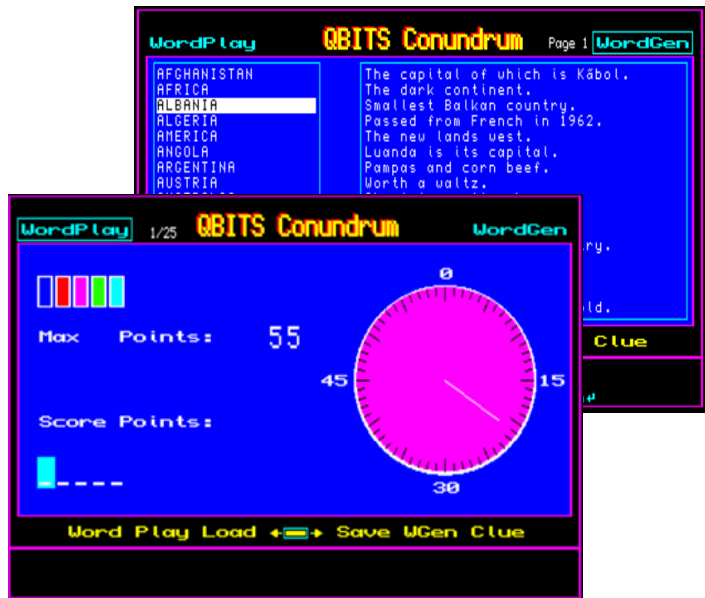 WordPlay QBITS Conundrum Page 1 WordGen
AFGHANISTAN The capital of which is Kābol.
AFRICA The dark continent.
ALBANIA Smallest Balkan country.
ALGERIA Passed from French in 1962.
AMERICA The new lands west.
ANGOLA Luanda is its capital.
ARGENTINA Pampas and corn beef.
AUSTRIA Worth a waltz.
ry.
ld.
Clue
WordPlay 1/25 QBITS Conundrum WordGen
0
Max Points: 55
45
15
Score Points:
30
Word Play Load ←→ Save WGen Clue